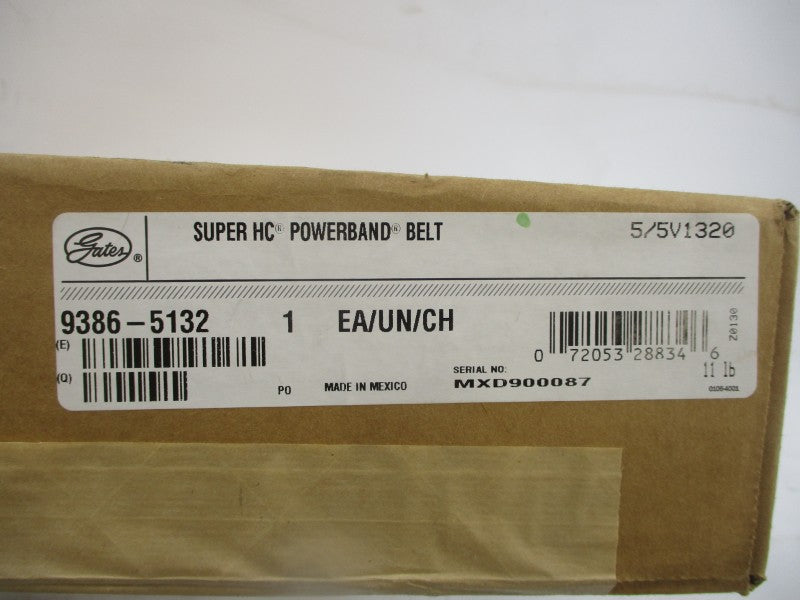 Gates®
SUPER HC® POWERBAND® BELT
5/5V1320
9386-5132 1 EA/UN/CH
(E)
(Q)
PO
MADE IN MEXICO
SERIAL NO:
MXD900087
0 72053 28834 6
Z0130
11 lb
0106-4001